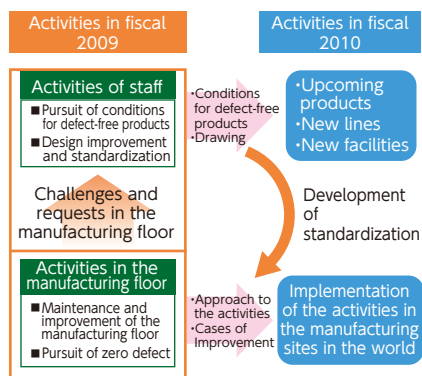 Activities in fiscal
2009
Activities in fiscal
2010
Activities of staff
■Pursuit of conditions
for defect-free products
■Design improvement
and standardization
・Conditions
for defect-free
products
・Drawing
・Upcoming
products
・New lines
・New facilities
Challenges and
requests in the
manufacturing floor
Development
of
standardization
Activities in the
manufacturing floor
■Maintenance and
improvement of the
manufacturing floor
■Pursuit of zero defect
・Approach to
the activities
・Cases of
Improvement
Implementation
of the activities in
the manufacturing
sites in the world